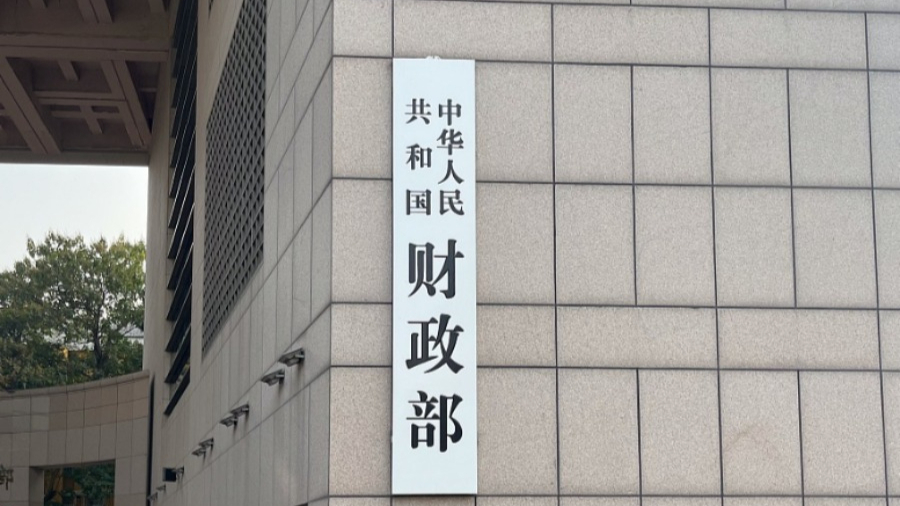 中华人民
共和国
财政部